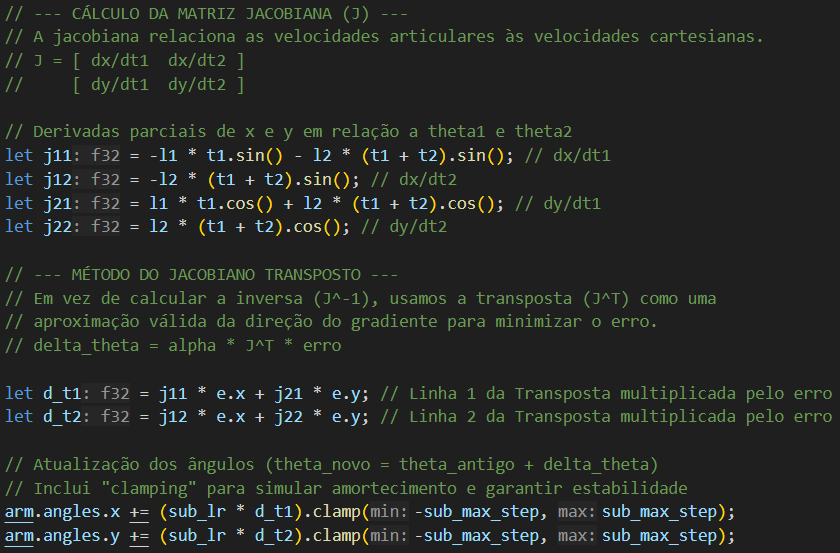 // --- CÁLCULO DA MATRIZ JACOBIANA (J) ---
// A jacobiana relaciona as velocidades articulares às velocidades cartesianas.
// J = [ dx/dt1  dx/dt2 ]
//     [ dy/dt1  dy/dt2 ]
// Derivadas parciais de x e y em relação a theta1 e theta2
let j11: f32 = -l1 * t1.sin() - l2 * (t1 + t2).sin(); // dx/dt1
let j12: f32 = -l2 * (t1 + t2).sin(); // dx/dt2
let j21: f32 = l1 * t1.cos() + l2 * (t1 + t2).cos(); // dy/dt1
let j22: f32 = l2 * (t1 + t2).cos(); // dy/dt2
// --- MÉTODO DO JACOBIANO TRANSPOSTO ---
// Em vez de calcular a inversa (J^-1), usamos a transposta (J^T) como uma
// aproximação válida da direção do gradiente para minimizar o erro.
// delta_theta = alpha * J^T * erro
let d_t1: f32 = j11 * e.x + j21 * e.y; // Linha 1 da Transposta multiplicada pelo erro
let d_t2: f32 = j12 * e.x + j22 * e.y; // Linha 2 da Transposta multiplicada pelo erro
// Atualização dos ângulos (theta_novo = theta_antigo + delta_theta)
// Inclui "clamping" para simular amortecimento e garantir estabilidade
arm.angles.x += (sub_lr * d_t1).clamp(min: -sub_max_step, max: sub_max_step);
arm.angles.y += (sub_lr * d_t2).clamp(min: -sub_max_step, max: sub_max_step);